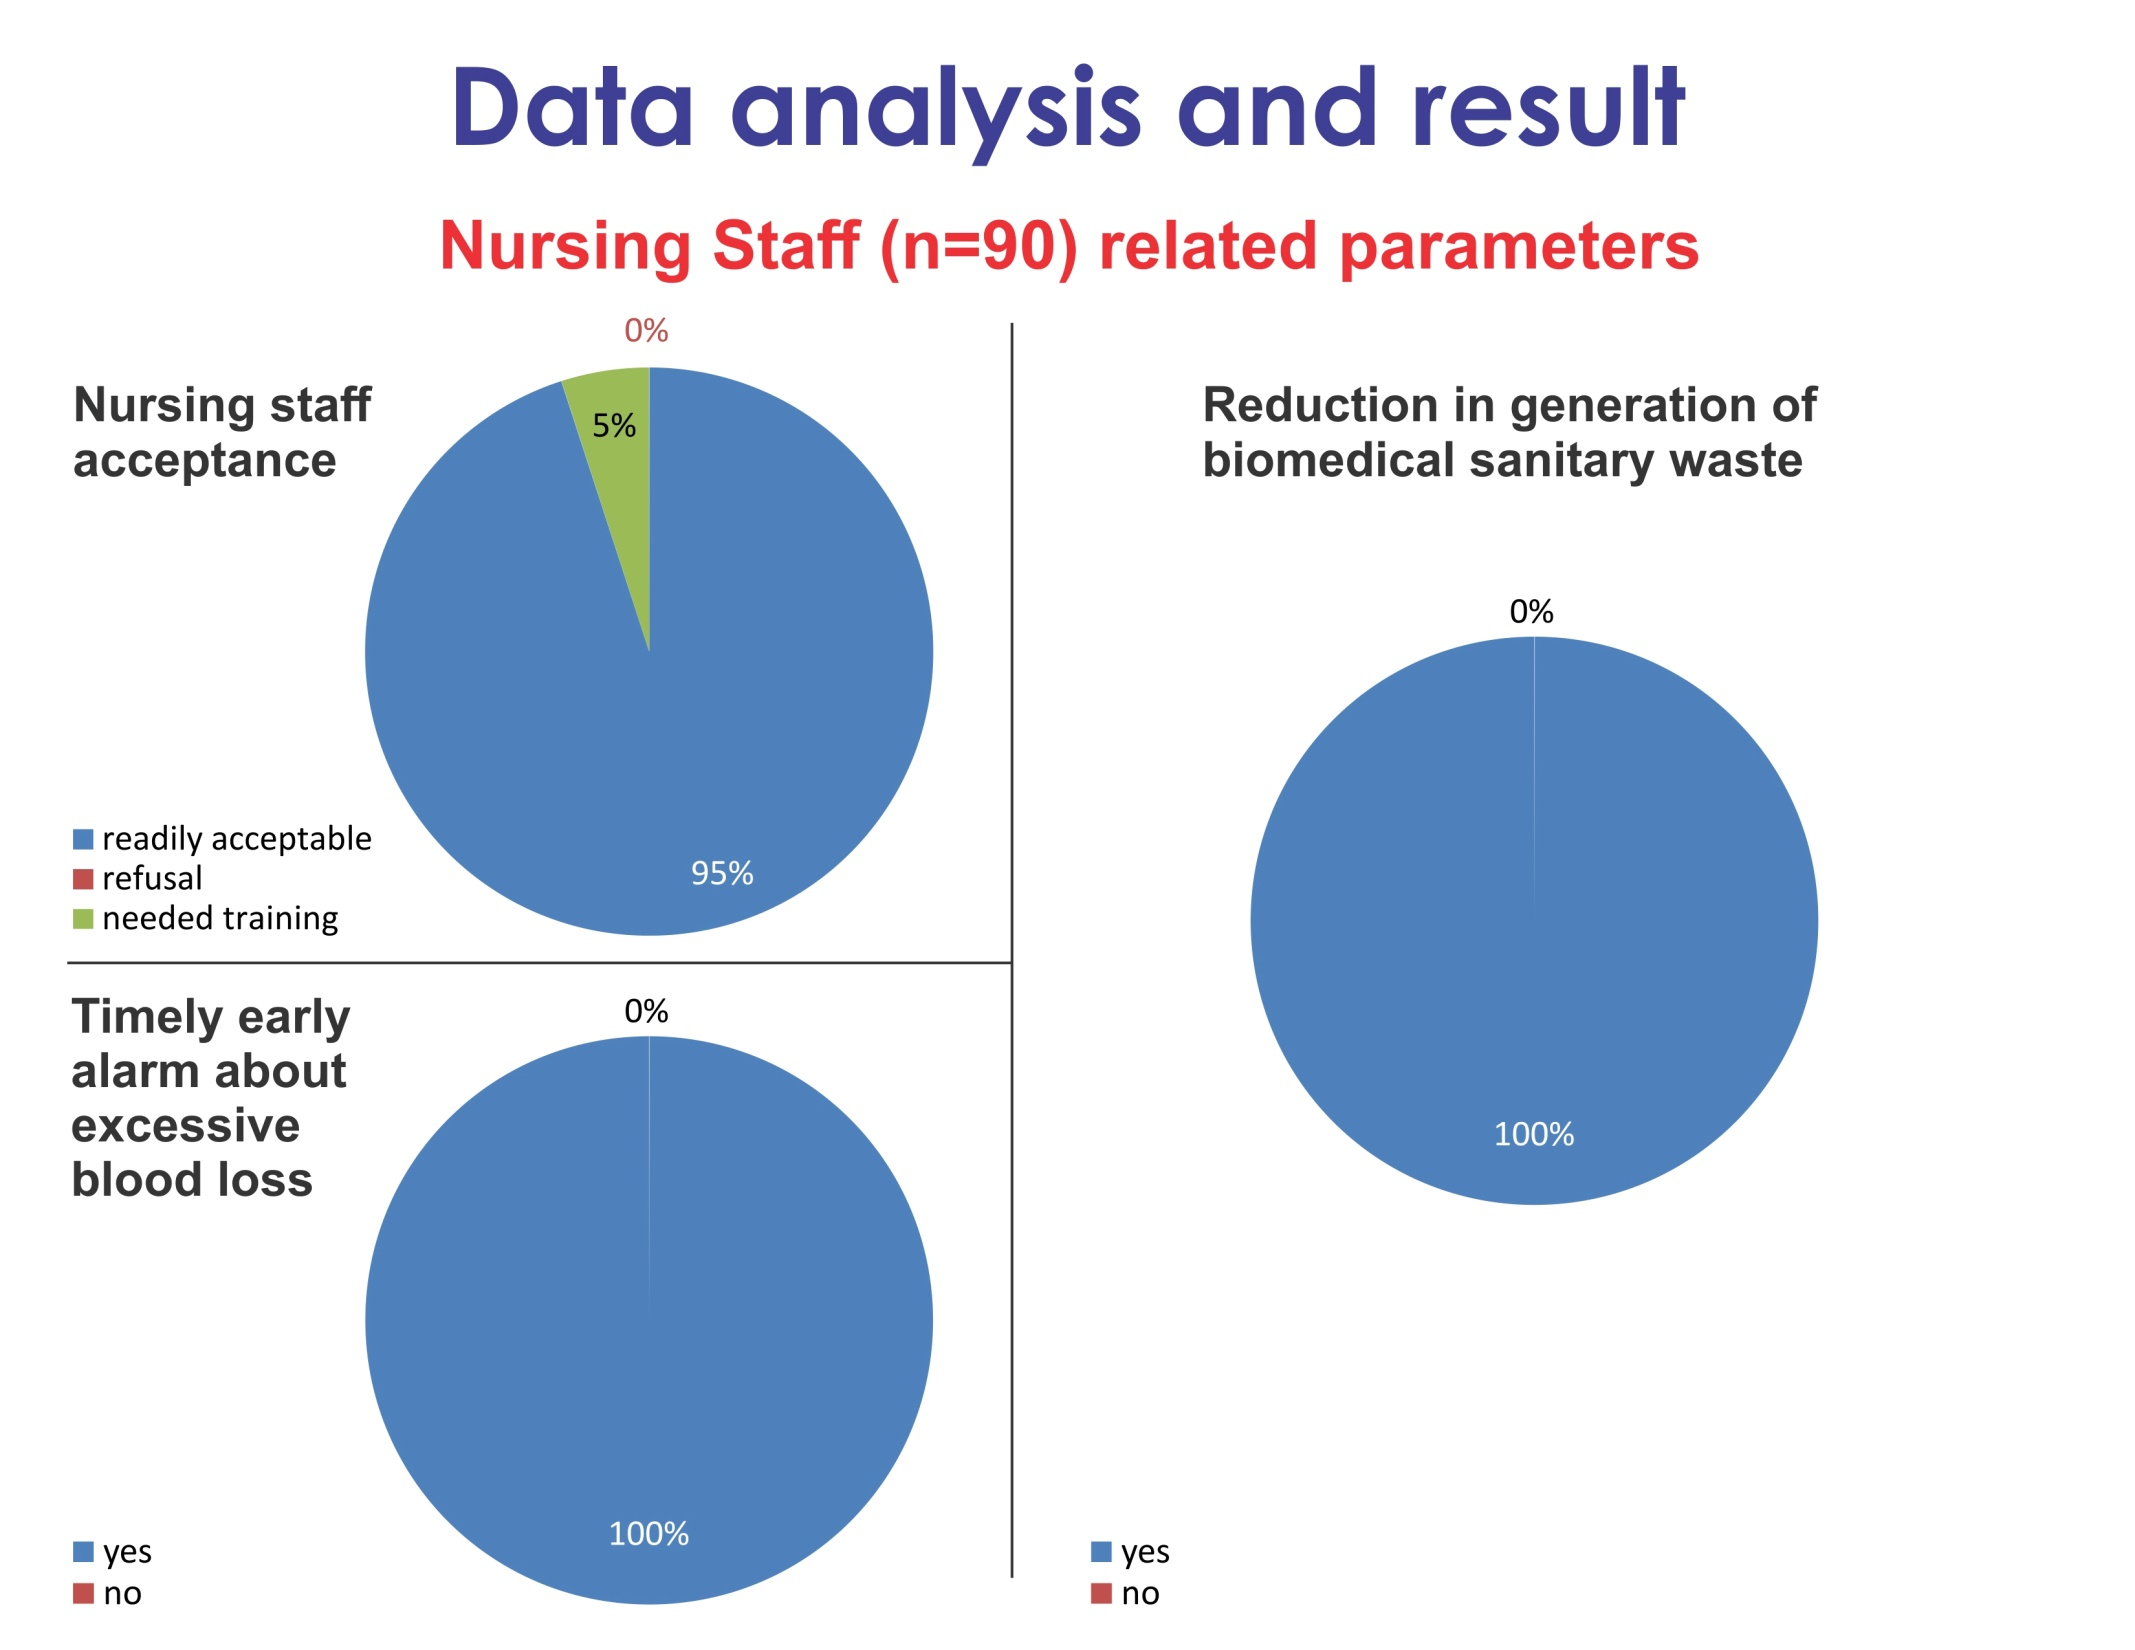 Data analysis and result
Nursing Staff (n=90) related parameters
Nursing staff
acceptance
0%
5%
95%
readily acceptable
refusal
needed training
Timely early
alarm about
excessive
blood loss
0%
100%
yes
no
Reduction in generation of
biomedical sanitary waste
0%
100%
yes
no